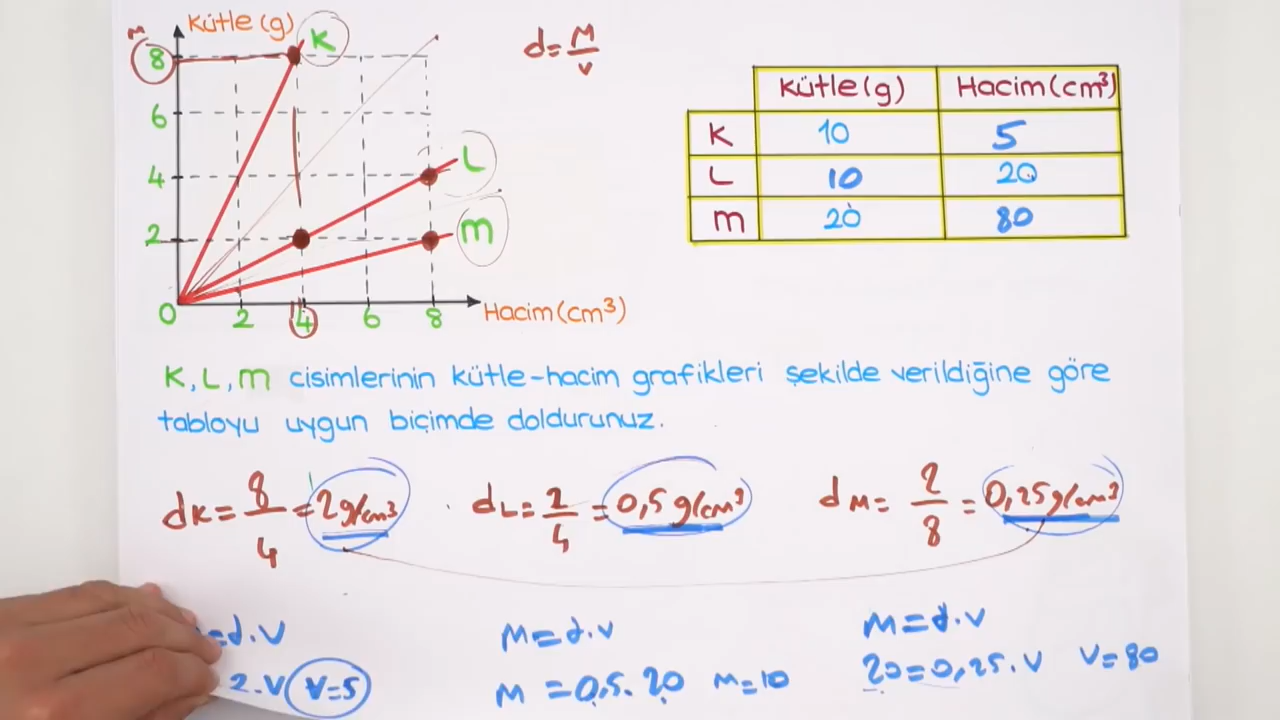 M
Kütle (g)
K
8
6
4
2
0
2
4
6
8
L
m
Hacim (cm³)
d = M/V
Kütle (g) Hacim (cm³)
K 10 5
L 10 20
m 20 80
K, L, m cisimlerinin kütle-hacim grafikleri şekilde verildiğine göre
tabloyu uygun biçimde doldurunuz.
dK = 8/4 = 2g/cm³ dL = 2/4 = 0,5 g/cm³ dM = 2/8 = 0,25g/cm³
=d.V M=d.V M=d.V
2.V V=5 M=0,5.20 M=10 20=0,25.V V=80